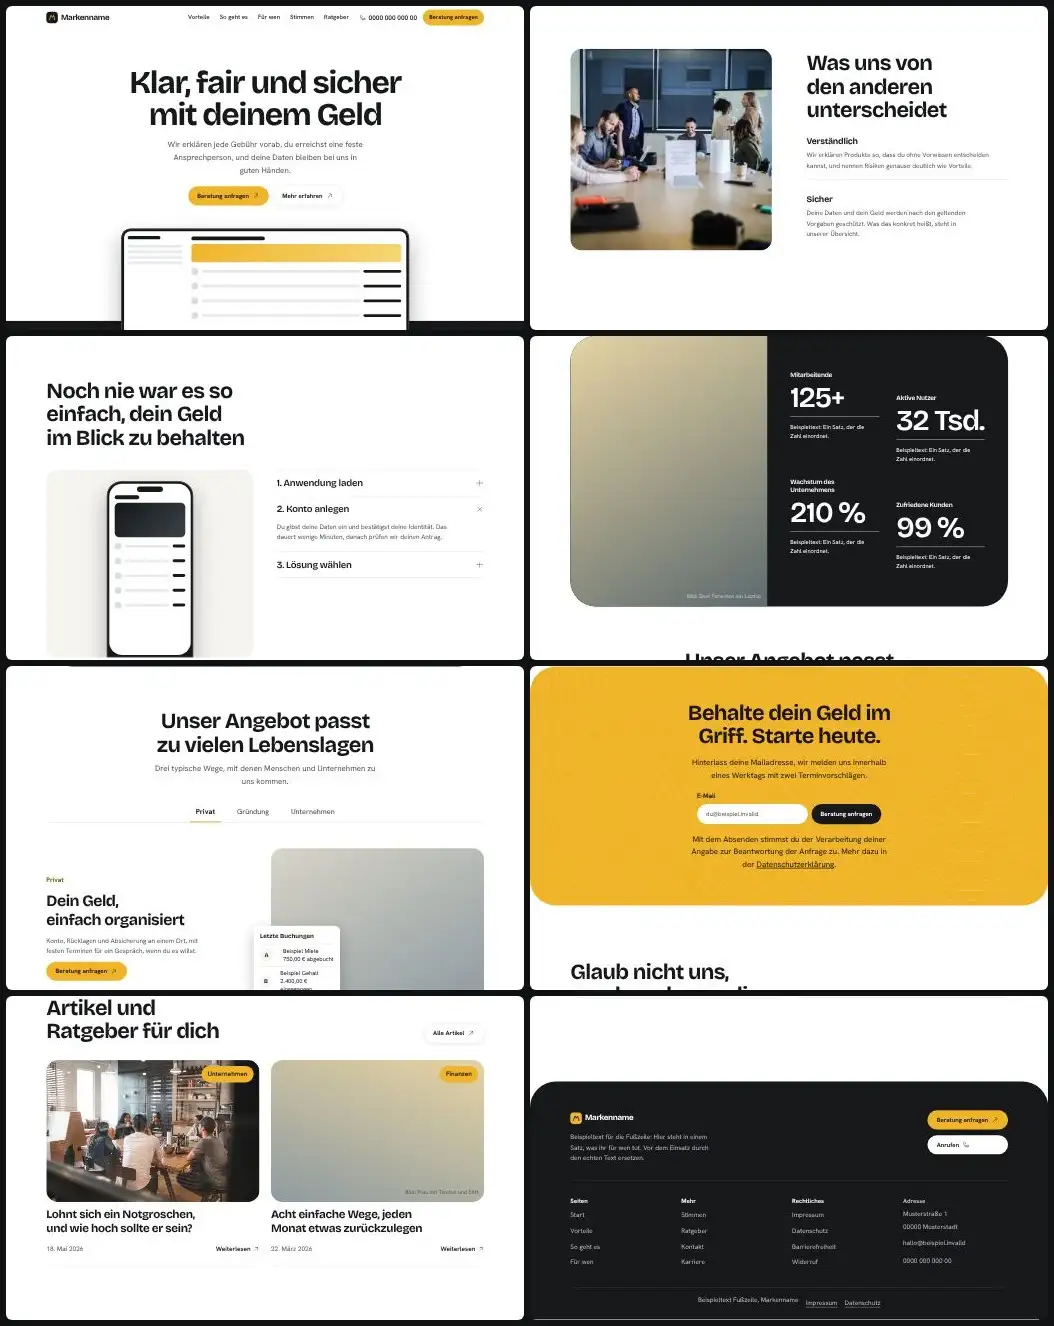 Markenname
Vorteile
So geht es
Für wen
Stimmen
Ratgeber
0000 000 000 00
Beratung anfragen
Klar, fair und sicher
mit deinem Geld
Wir erklären jede Gebühr vorab, du erreichst eine feste
Ansprechperson, und deine Daten bleiben bei uns in
guten Händen.
Beratung anfragen
Mehr erfahren
Was uns von
den anderen
unterscheidet
Verständlich
Wir erklären Produkte so, dass du ohne Vorwissen entscheiden
kannst, und nennen Risiken genauso deutlich wie Vorteile.
Sicher
Deine Daten und dein Geld werden nach den geltenden
Vorgaben geschützt. Was das konkret heißt, steht in
unserer Übersicht.
Noch nie war es so
einfach, dein Geld
im Blick zu behalten
1. Anwendung laden
2. Konto anlegen
Du gibst deine Daten ein und bestätigst deine Identität. Das
dauert wenige Minuten, danach prüfen wir deinen Antrag.
3. Lösung wählen
Mitarbeitende
125+
Beispieltext: Ein Satz, der die
Zahl einordnet.
Aktive Nutzer
32 Tsd.
Beispieltext: Ein Satz, der die
Zahl einordnet.
Wachstum des
Unternehmens
210 %
Beispieltext: Ein Satz, der die
Zahl einordnet.
Zufriedene Kunden
99 %
Beispieltext: Ein Satz, der die
Zahl einordnet.
Unser Angebot passt
Unser Angebot passt
zu vielen Lebenslagen
Drei typische Wege, mit denen Menschen und Unternehmen zu
uns kommen.
Privat
Gründung
Unternehmen
Privat
Dein Geld,
einfach organisiert
Konto, Rücklagen und Absicherung an einem Ort, mit
festen Terminen für ein Gespräch, wenn du es willst.
Beratung anfragen
Letzte Buchungen
A
Beispiel Miete
750,00 € abgebucht
B
Beispiel Gehalt
2.400,00 €
Behalte dein Geld im
Griff. Starte heute.
Hinterlass deine Mailadresse, wir melden uns innerhalb
eines Werktags mit zwei Terminvorschlägen.
E-Mail
du@beispiel.invalid
Beratung anfragen
Mit dem Absenden stimmst du der Verarbeitung deiner
Angabe zur Beantwortung der Anfrage zu. Mehr dazu in
der Datenschutzerklärung.
Glaub nicht uns,
Artikel und
Ratgeber für dich
Alle Artikel
Unternehmen
Finanzen
Lohnt sich ein Notgroschen,
und wie hoch sollte er sein?
18. Mai 2026
Weiterlesen
Acht einfache Wege, jeden
Monat etwas zurückzulegen
22. März 2026
Weiterlesen
Markenname
Beispieltext für die Fußzeile: Hier steht in einem
Satz, was ihr für wen tut. Vor dem Einsatz durch
den echten Text ersetzen.
Beratung anfragen
Anrufen
Seiten
Start
Vorteile
So geht es
Für wen
Mehr
Stimmen
Ratgeber
Kontakt
Karriere
Rechtliches
Impressum
Datenschutz
Barrierefreiheit
Widerruf
Adresse
Musterstraße 1
00000 Musterstadt
hallo@beispiel.invalid
0000 000 000 00
Beispieltext Fußzeile, Markenname
Impressum
Datenschutz